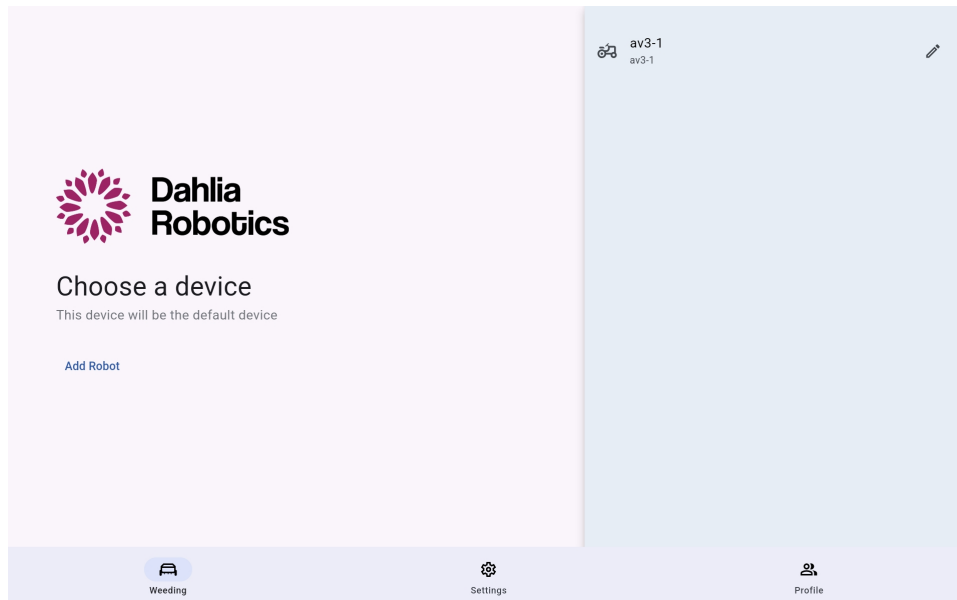 Dahlia
Robotics
Choose a device
This device will be the default device
Add Robot
av3-1
av3-1
Weeding
Settings
Profile